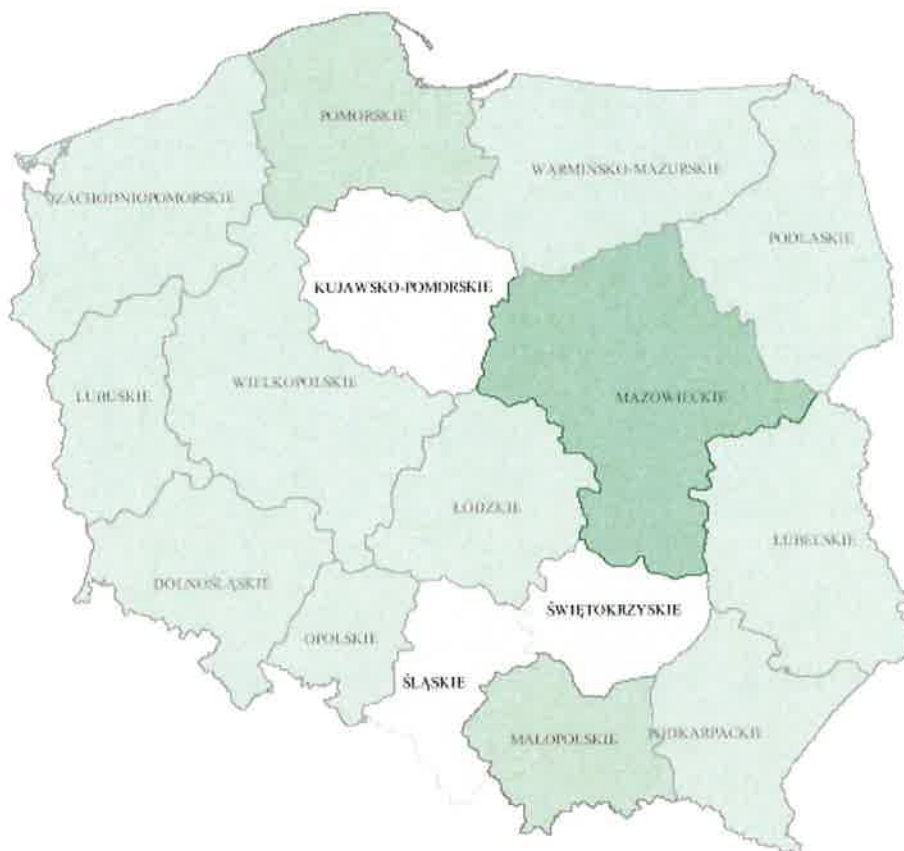 POMORSKIE
WARMIŃSKO-MAZURSKIE
ZACHODNIOPOMORSKIE
PODLASKIE
KUJAWSKO-POMORSKIE
WIELKOPOLSKIE
LUBUSKIE
MAZOWIECKIE
ŁÓDZKIE
LUBELSKIE
DOLNOŚLĄSKIE
ŚWIĘTOKRZYSKIE
OPOLSKIE
ŚLĄSKIE
MAŁOPOLSKIE
PODKARPACKIE